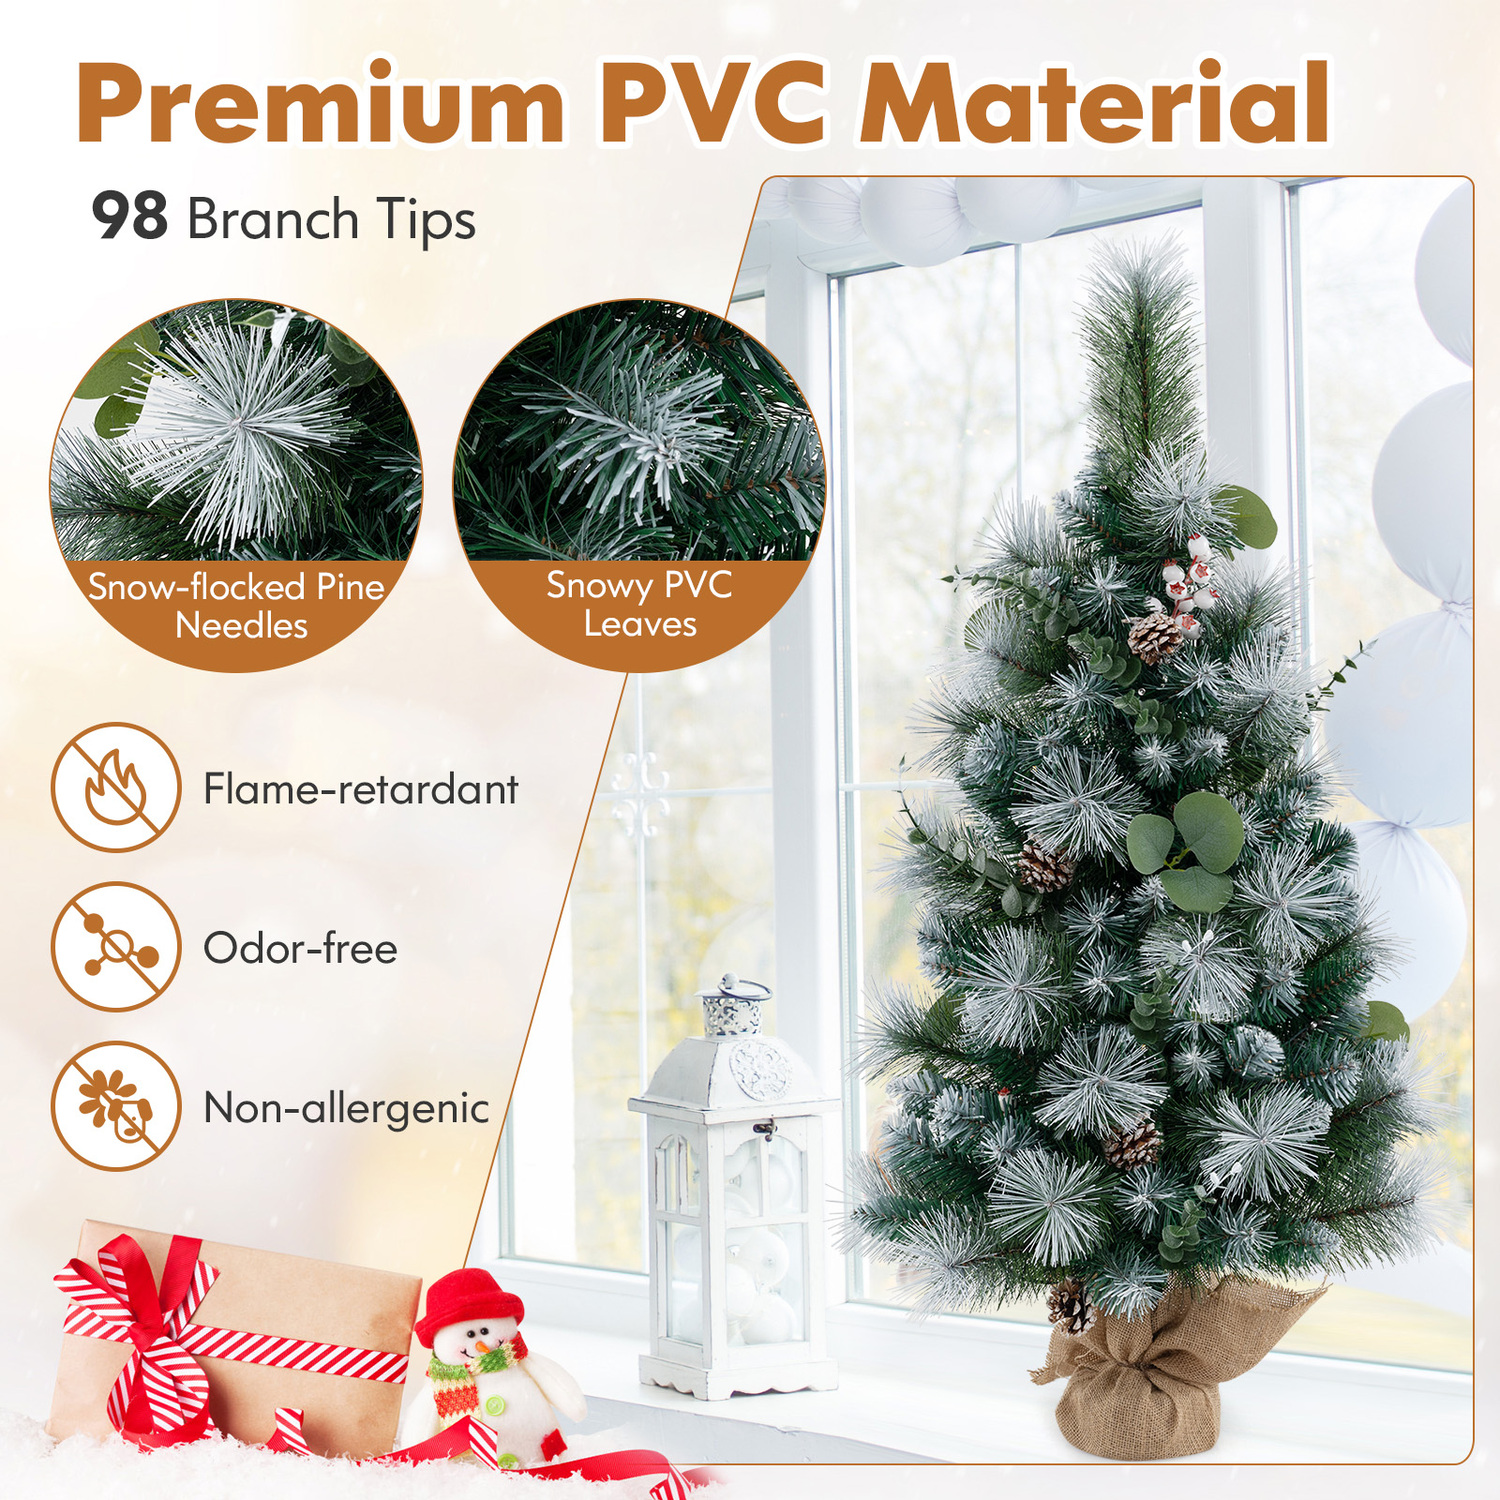 Premium PVC Material
98 Branch Tips
Snow-flocked Pine
Needles
Snowy PVC
Leaves
Flame-retardant
Odor-free
Non-allergenic